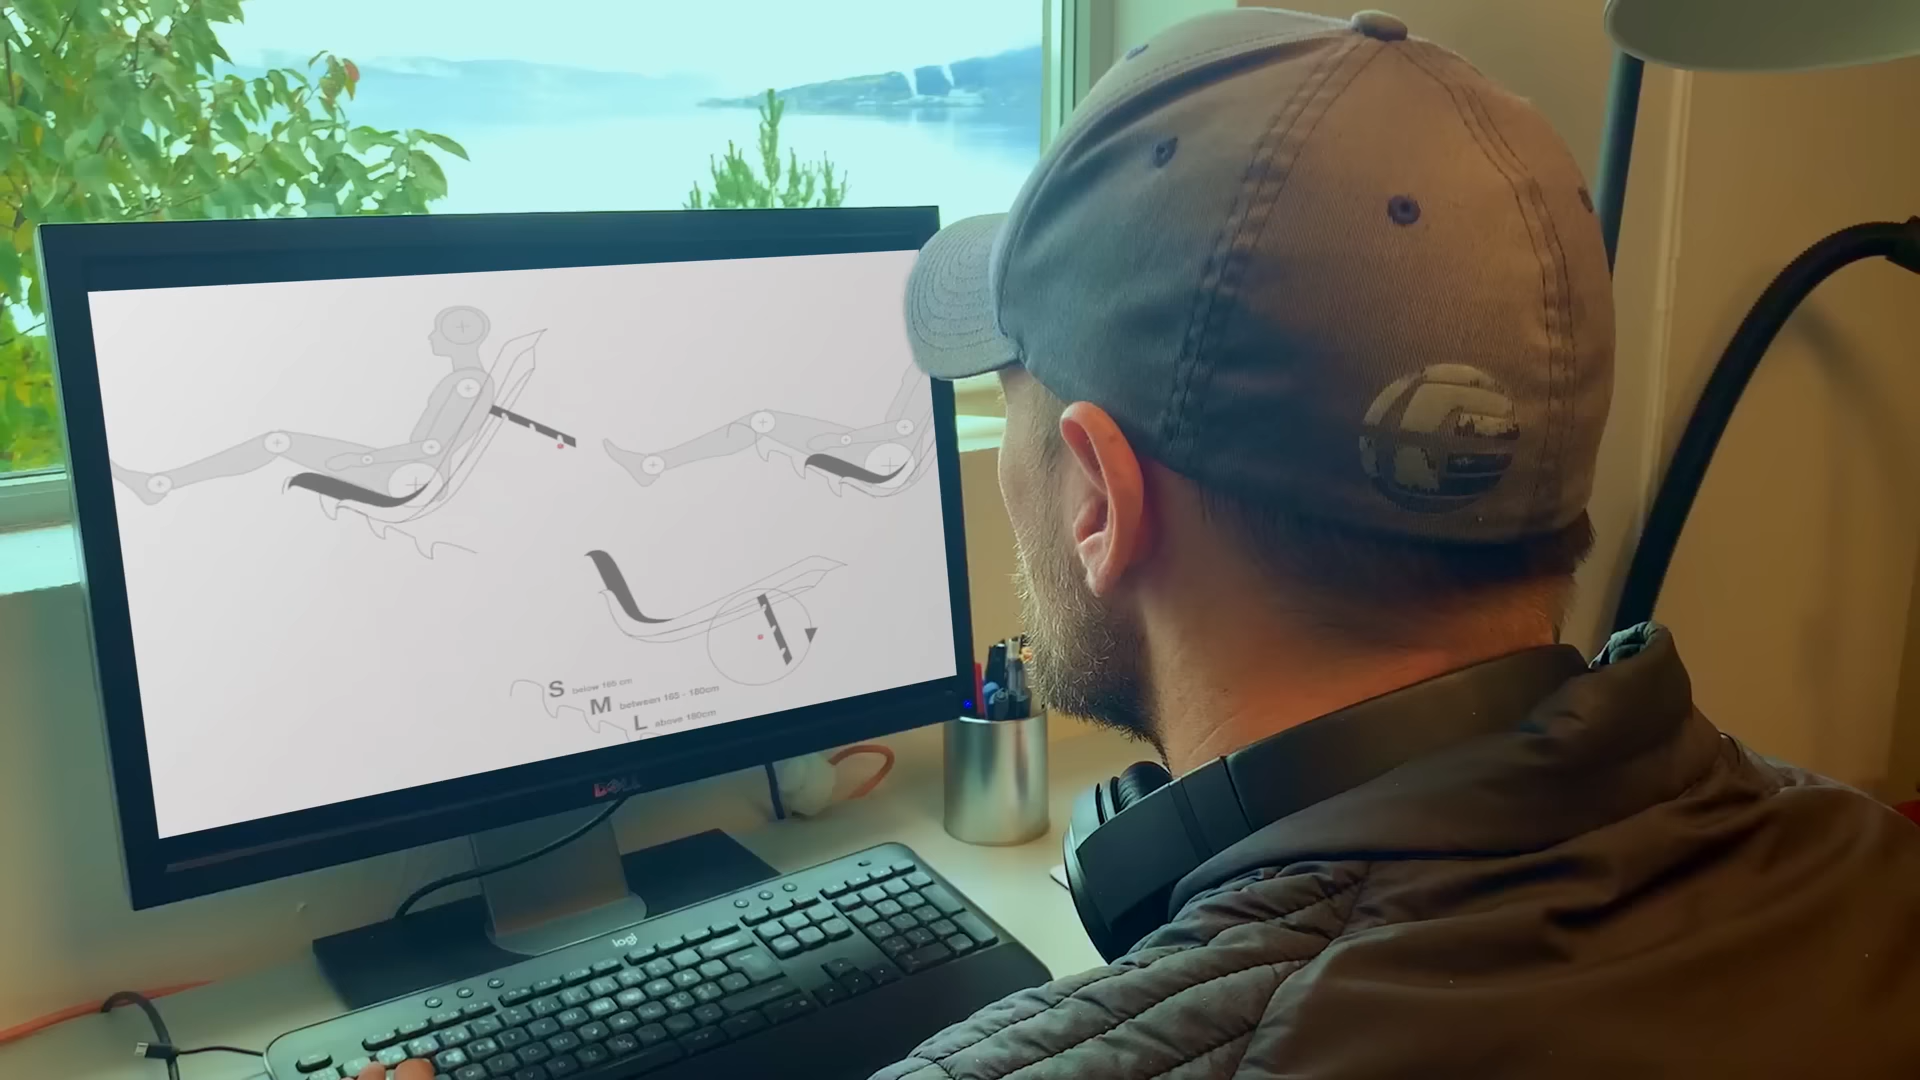 S below 165 cm
M between 165 - 180cm
L above 180cm
DELL
logi